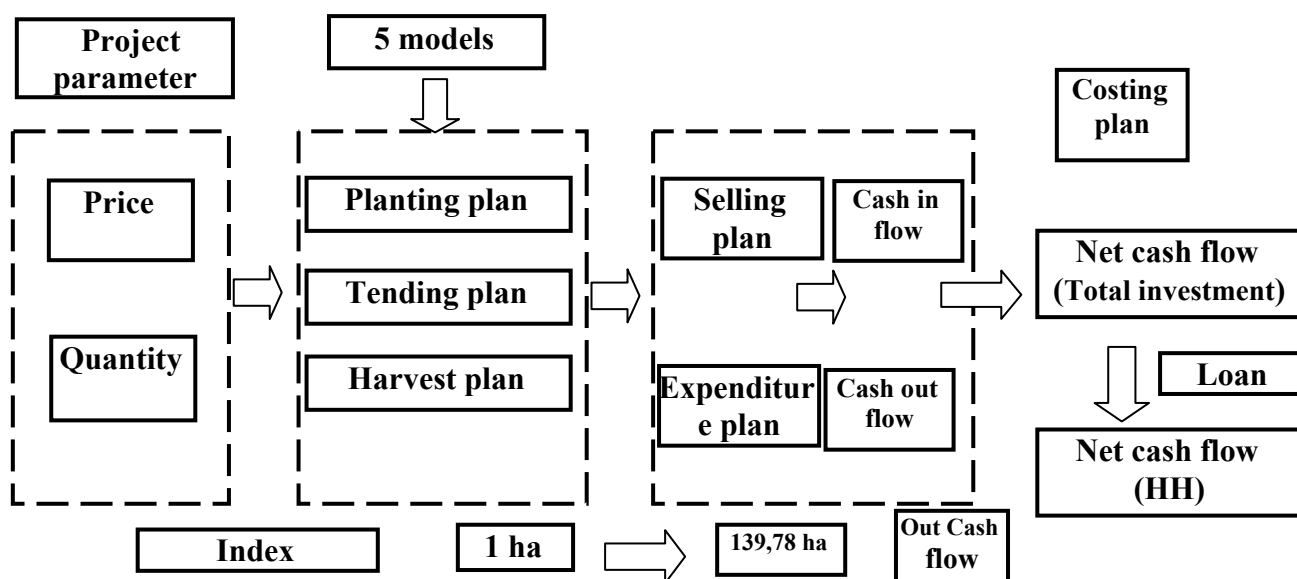 Project
parameter
5 models
Costing
plan
Price
Quantity
Planting plan
Tending plan
Harvest plan
Selling
plan
Cash in
flow
Expenditur
e plan
Cash out
flow
Net cash flow
(Total investment)
Loan
Net cash flow
(HH)
Index
1 ha
139,78 ha
Out Cash
flow